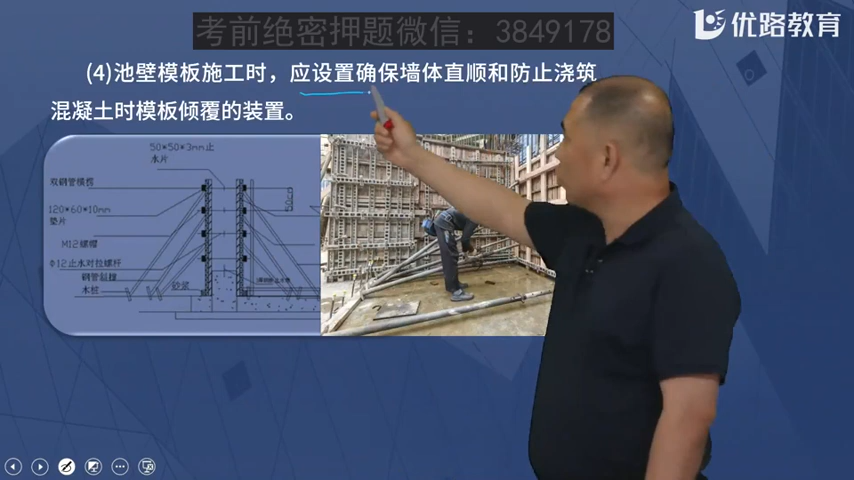 考前绝密押题微信：3849178
优路教育
(4)池壁模板施工时，应设置确保墙体直顺和防止浇筑
混凝土时模板倾覆的装置。
50*50*3mm止
水片
双钢管横楞
120*60*10mm
垫片
M12螺帽
Φ12止水对拉螺杆
钢管斜撑
木桩
砂浆